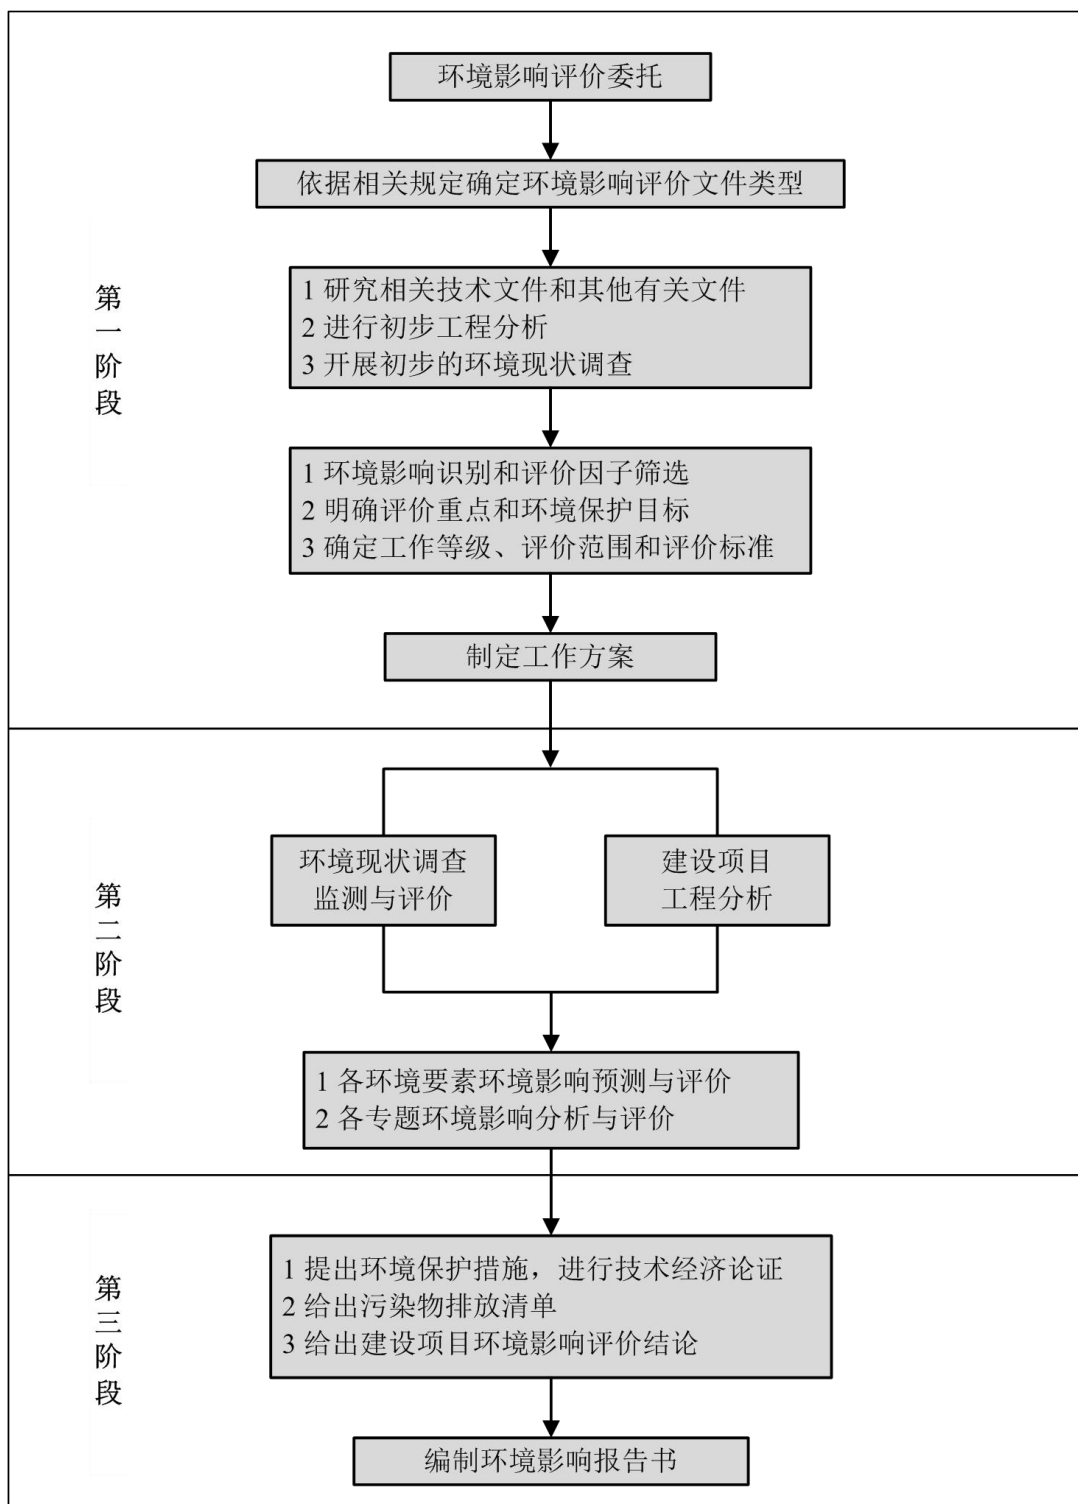 环境影响评价委托
依据相关规定确定环境影响评价文件类型
第一阶段
1 研究相关技术文件和其他有关文件
2 进行初步工程分析
3 开展初步的环境现状调查
1 环境影响识别和评价因子筛选
2 明确评价重点和环境保护目标
3 确定工作等级、评价范围和评价标准
制定工作方案
第二阶段
环境现状调查
监测与评价
建设项目
工程分析
1 各环境要素环境影响预测与评价
2 各专题环境影响分析与评价
第三阶段
1 提出环境保护措施，进行技术经济论证
2 给出污染物排放清单
3 给出建设项目环境影响评价结论
编制环境影响报告书